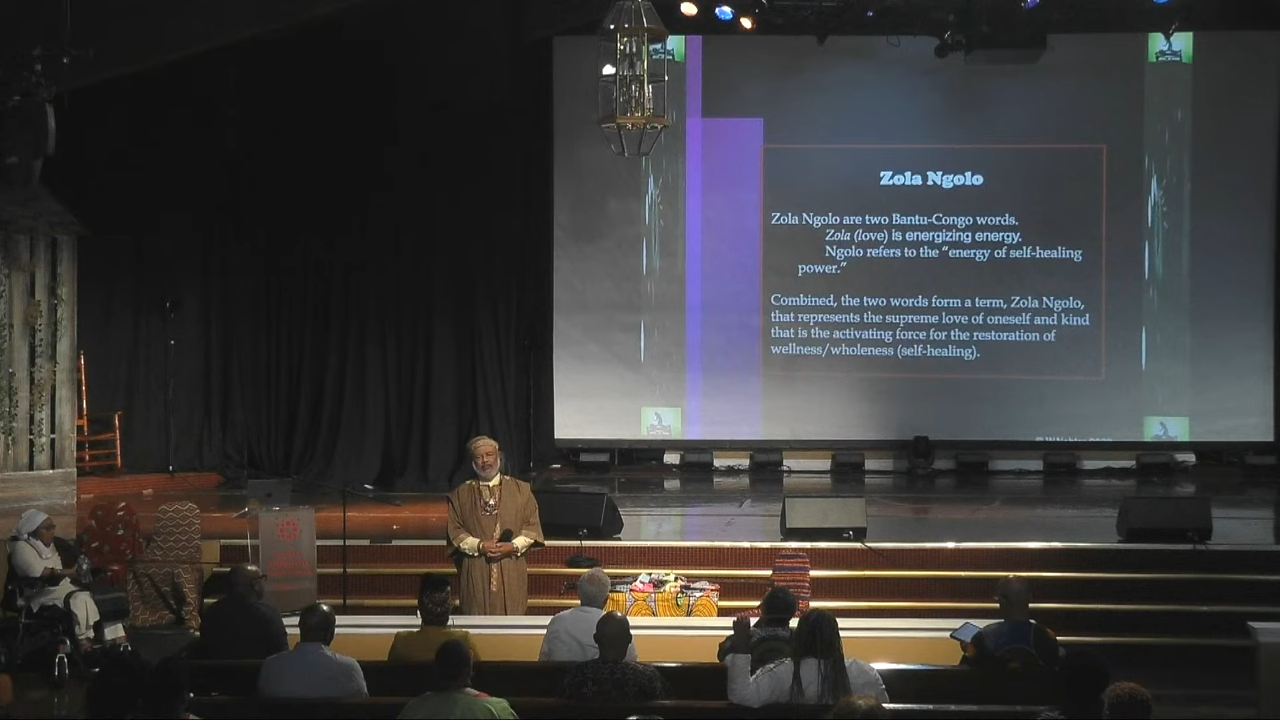 Zola Ngolo
Zola Ngolo are two Bantu-Congo words.
Zola (love) is energizing energy.
Ngolo refers to the “energy of self-healing
power.”
Combined, the two words form a term, Zola Ngolo,
that represents the supreme love of oneself and kind
that is the activating force for the restoration of
wellness/wholeness (self-healing).